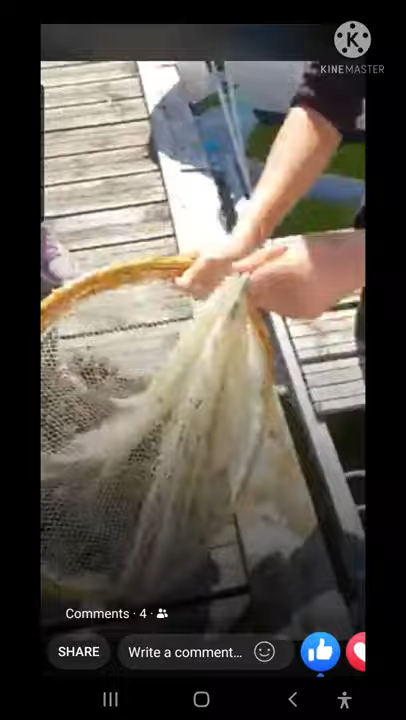 K
KINEMASTER
Comments · 4 ·
SHARE
Write a comment...